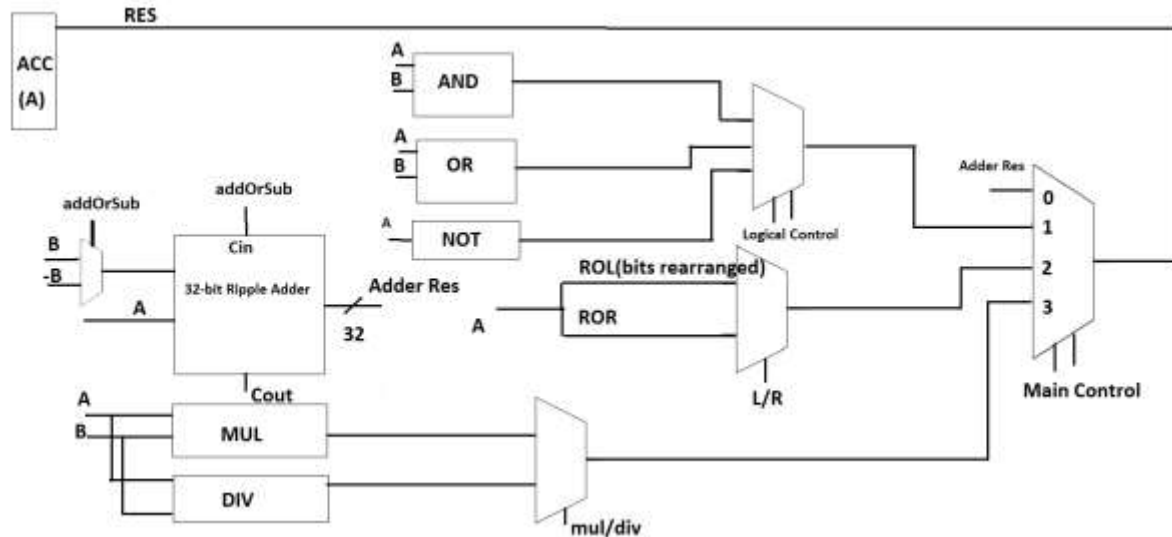 RES
ACC
(A)
A
B
AND
A
B
OR
A
NOT
Logical Control
Adder Res
0
1
2
3
Main Control
addOrSub
addOrSub
B
-B
Cin
32-bit Ripple Adder
A
Adder Res
32
Cout
ROL(bits rearranged)
ROR
A
L/R
A
B
MUL
DIV
mul/div